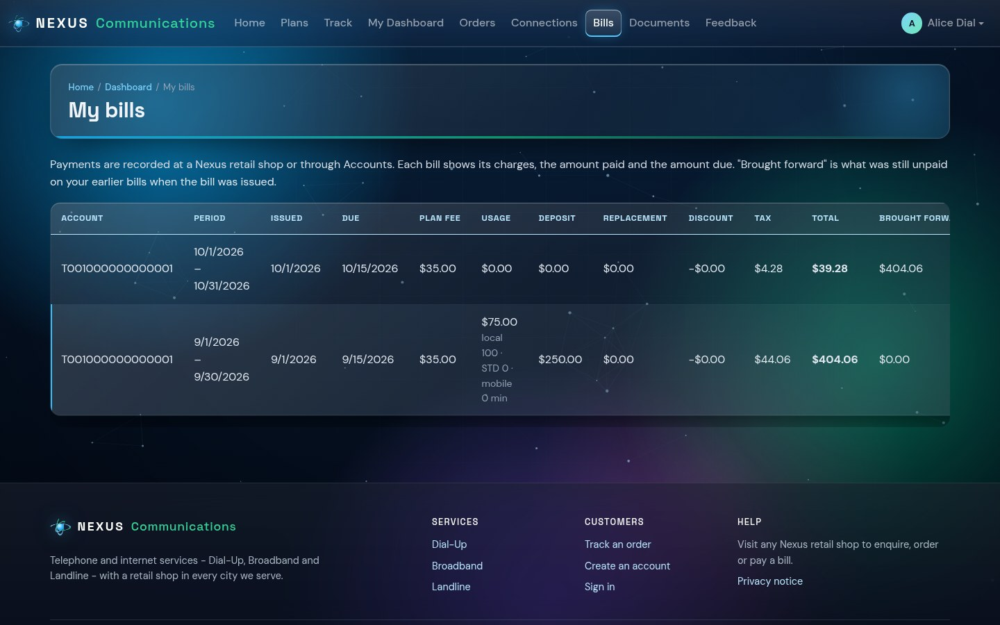 NEXUS Communications Home Plans Track My Dashboard Orders Connections Bills Documents Feedback A Alice Dial
Home / Dashboard / My bills
My bills
Payments are recorded at a Nexus retail shop or through Accounts. Each bill shows its charges, the amount paid and the amount due. "Brought forward" is what was still unpaid
on your earlier bills when the bill was issued.
ACCOUNT PERIOD ISSUED DUE PLAN FEE USAGE DEPOSIT REPLACEMENT DISCOUNT TAX TOTAL BROUGHT
10/1/2026
T001000000000001 – 10/1/2026 10/15/2026 $35.00 $0.00 $0.00 $0.00 -$0.00 $4.28 $39.28 $404.06
10/31/2026
$75.00
local
9/1/2026
100 ·
T001000000000001 – 9/1/2026 9/15/2026 $35.00 $250.00 $0.00 -$0.00 $44.06 $404.06 $0.00
STD 0 ·
9/30/2026
mobile
0 min
NEXUS Communications
Telephone and internet services – Dial-Up, Broadband and
Landline – with a retail shop in every city we serve.
SERVICES
Dial-Up
Broadband
Landline
CUSTOMERS
Track an order
Create an account
Sign in
HELP
Visit any Nexus retail shop to enquire, order
or pay a bill.
Privacy notice